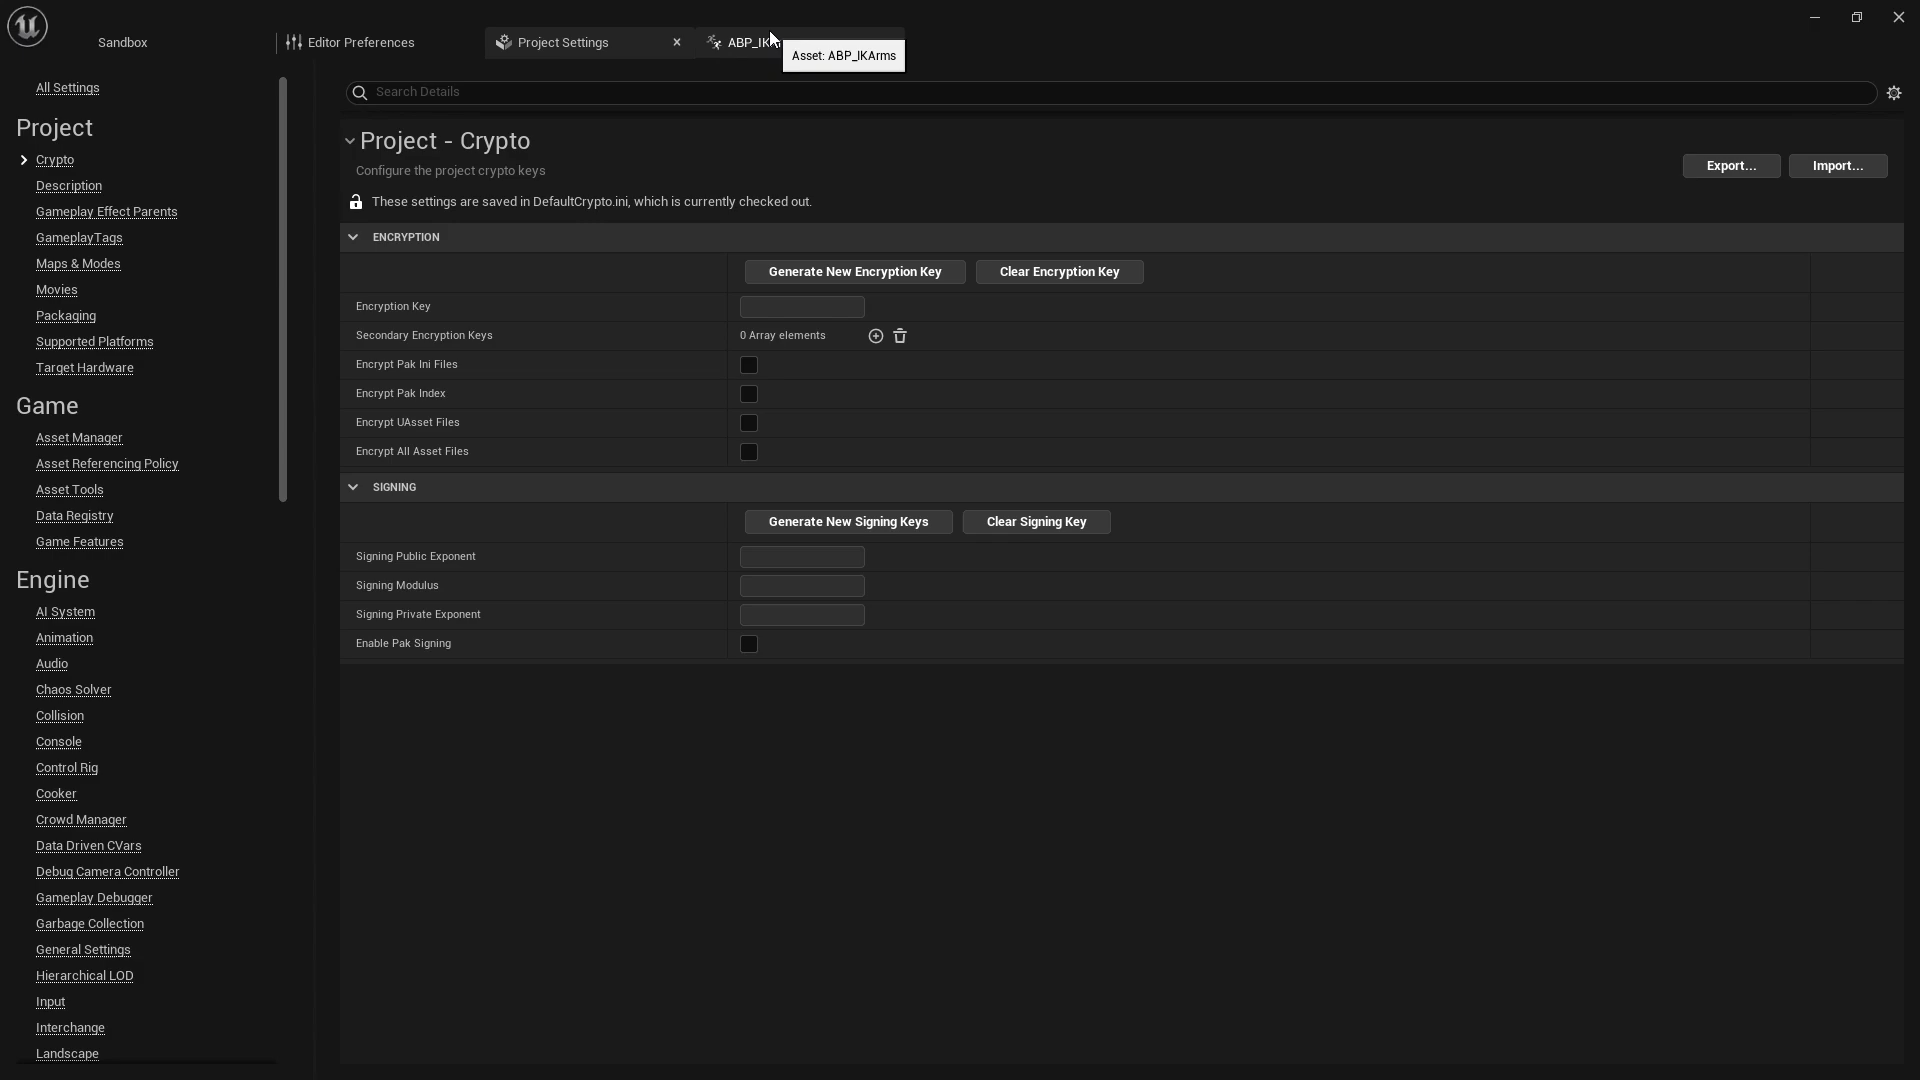 Sandbox
Editor Preferences
Project Settings
ABP_IK
Asset: ABP_IKArms
All Settings
Project
Crypto
Description
Gameplay Effect Parents
GameplayTags
Maps & Modes
Movies
Packaging
Supported Platforms
Target Hardware
Game
Asset Manager
Asset Referencing Policy
Asset Tools
Data Registry
Game Features
Engine
AI System
Animation
Audio
Chaos Solver
Collision
Console
Control Rig
Cooker
Crowd Manager
Data Driven CVars
Debug Camera Controller
Gameplay Debugger
Garbage Collection
General Settings
Hierarchical LOD
Input
Interchange
Landscape
Search Details
Project - Crypto
Configure the project crypto keys
Export...
Import...
These settings are saved in DefaultCrypto.ini, which is currently checked out.
ENCRYPTION
Generate New Encryption Key
Clear Encryption Key
Encryption Key
Secondary Encryption Keys
0 Array elements
Encrypt Pak Ini Files
Encrypt Pak Index
Encrypt UAsset Files
Encrypt All Asset Files
SIGNING
Generate New Signing Keys
Clear Signing Key
Signing Public Exponent
Signing Modulus
Signing Private Exponent
Enable Pak Signing